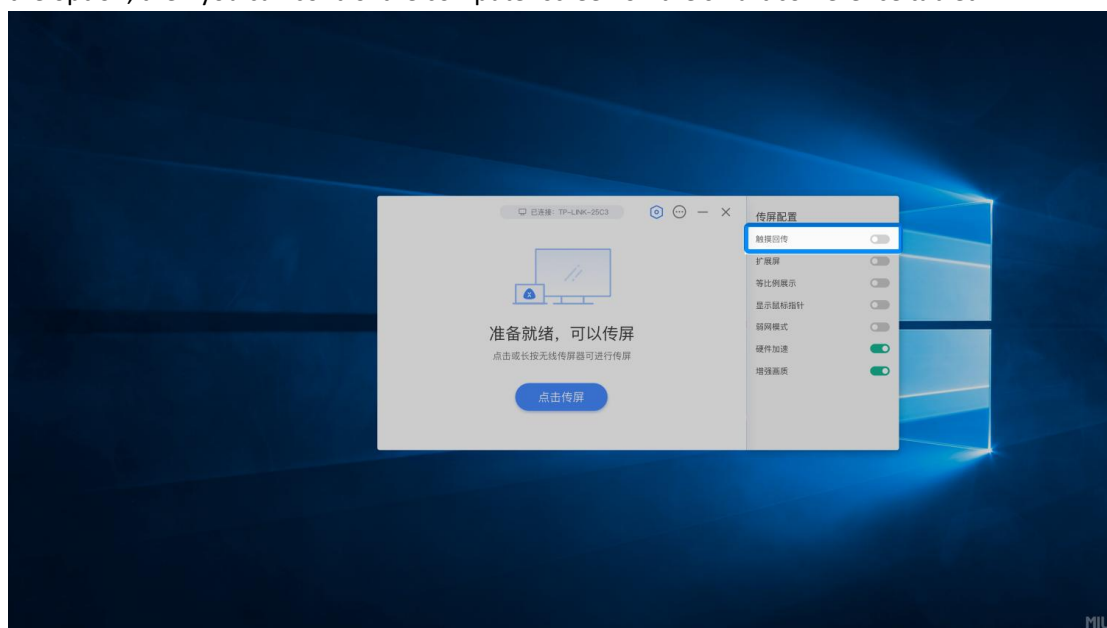 the option, then you can control the computer screen on the smart conference tablet.
已连接：TP-LINK-25C3
传屏配置
触摸回传
扩展屏
等比例展示
显示鼠标指针
弱网模式
硬件加速
增强画质
准备就绪，可以传屏
点击或长按无线传屏器可进行传屏
点击传屏